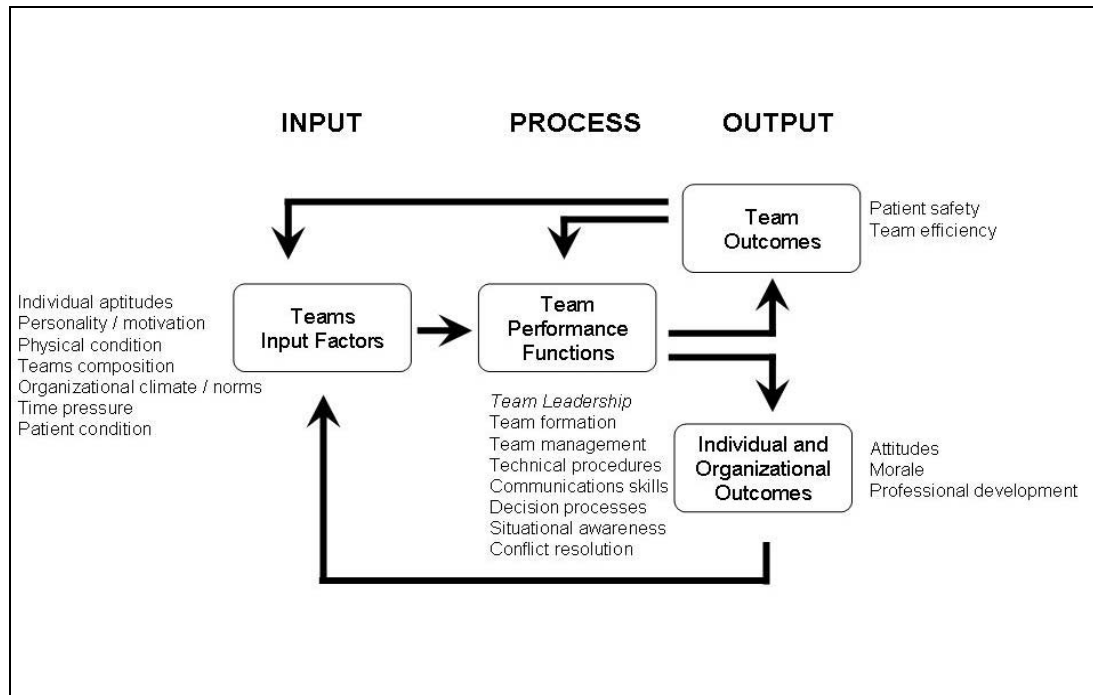 INPUT
PROCESS
OUTPUT
Team
Outcomes
Patient safety
Team efficiency
Individual aptitudes
Personality / motivation
Physical condition
Teams composition
Organizational climate / norms
Time pressure
Patient condition
Teams
Input Factors
Team
Performance
Functions
Team Leadership
Team formation
Team management
Technical procedures
Communications skills
Decision processes
Situational awareness
Conflict resolution
Individual and
Organizational
Outcomes
Attitudes
Morale
Professional development